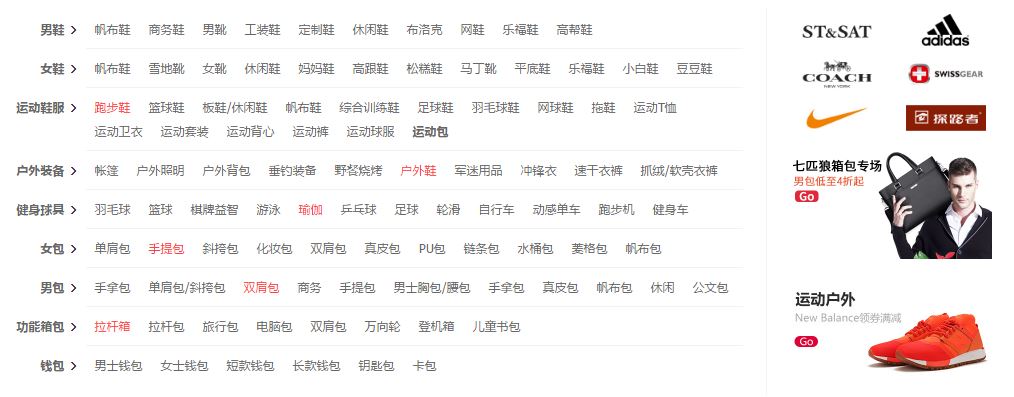 男鞋 > 帆布鞋 商务鞋 男靴 工装鞋 定制鞋 休闲鞋 布洛克 网鞋 乐福鞋 高帮鞋
女鞋 > 帆布鞋 雪地靴 女靴 休闲鞋 妈妈鞋 高跟鞋 松糕鞋 马丁靴 平底鞋 乐福鞋 小白鞋 豆豆鞋
运动鞋服 > 跑步鞋 篮球鞋 板鞋/休闲鞋 帆布鞋 综合训练鞋 足球鞋 羽毛球鞋 网球鞋 拖鞋 运动T恤
运动卫衣 运动套装 运动背心 运动裤 运动球服 运动包
户外装备 > 帐篷 户外照明 户外背包 垂钓装备 野餐烧烤 户外鞋 军迷用品 冲锋衣 速干衣裤 抓绒/软壳衣裤
健身球具 > 羽毛球 篮球 棋牌益智 游泳 瑜伽 乒乓球 足球 轮滑 自行车 动感单车 跑步机 健身车
女包 > 单肩包 手提包 斜挎包 化妆包 双肩包 真皮包 PU包 链条包 水桶包 菱格包 帆布包
男包 > 手拿包 单肩包/斜挎包 双肩包 商务 手提包 男士胸包/腰包 手拿包 真皮包 帆布包 休闲 公文包
功能箱包 > 拉杆箱 拉杆包 旅行包 电脑包 双肩包 万向轮 登机箱 儿童书包
钱包 > 男士钱包 女士钱包 短款钱包 长款钱包 钥匙包 卡包
ST&SAT adidas
COACH SWISSGEAR
NEW YORK
探路者
七匹狼箱包专场
男包低至4折起
Go
运动户外
New Balance领券满减
Go